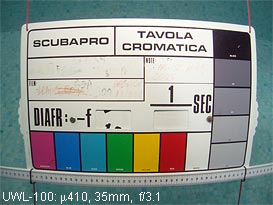 SCUBAPRO
TAVOLA
CROMATICA
1
SEC
DIAFR: -f
UWL-100: µ410, 35mm, f/3.1